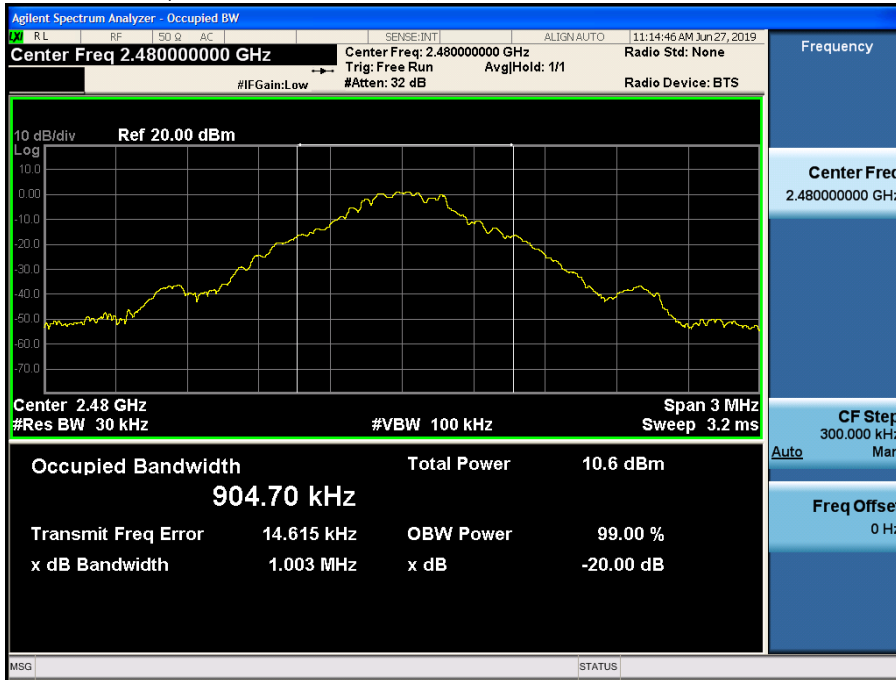 Agilent Spectrum Analyzer - Occupied BW
LXI RL RF 50 Ω AC SENSE:INT ALIGN AUTO 11:14:46 AM Jun 27, 2019
Center Freq 2.480000000 GHz
Center Freq: 2.480000000 GHz
Radio Std: None
Trig: Free Run Avg|Hold: 1/1
#IFGain:Low
#Atten: 32 dB
Radio Device: BTS
Frequency
10 dB/div Ref 20.00 dBm
Log
10.0
0.00
-10.0
-20.0
-30.0
-40.0
-50.0
-60.0
-70.0
Center 2.48 GHz Span 3 MHz
#Res BW 30 kHz #VBW 100 kHz Sweep 3.2 ms
Center Freq
2.480000000 GHz
CF Step
300.000 kHz
Auto Man
Freq Offset
0 Hz
Occupied Bandwidth Total Power 10.6 dBm
904.70 kHz
Transmit Freq Error 14.615 kHz OBW Power 99.00 %
x dB Bandwidth 1.003 MHz x dB -20.00 dB
MSG STATUS